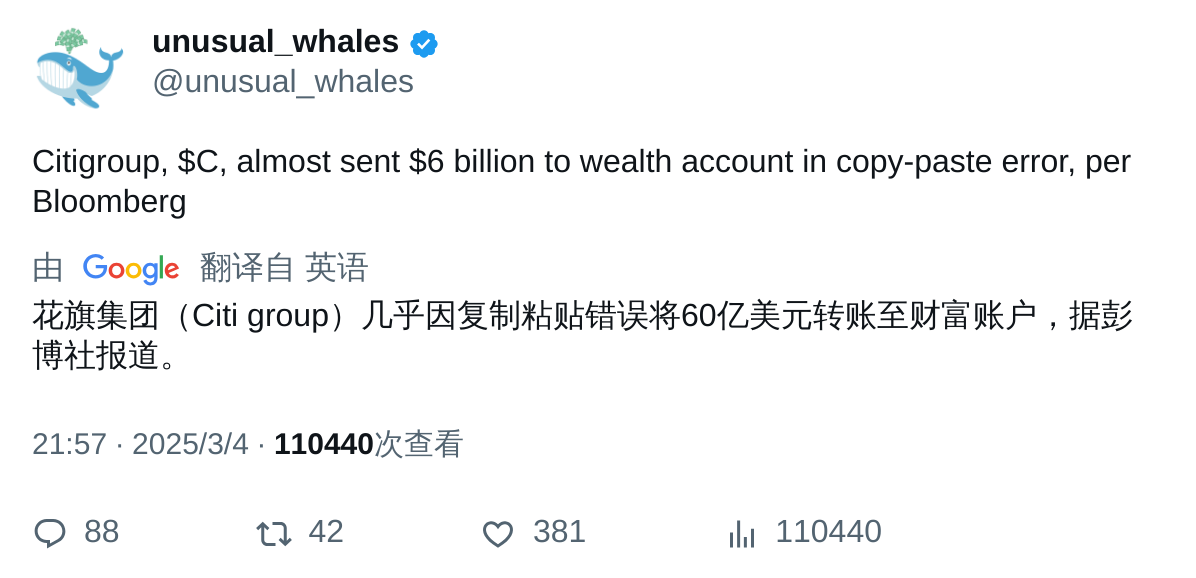 unusual_whales
@unusual_whales
Citigroup, $C, almost sent $6 billion to wealth account in copy-paste error, per
Bloomberg
由 Google 翻译自 英语
花旗集团（Citi group）几乎因复制粘贴错误将60亿美元转账至财富账户，据彭
博社报道。
21:57 · 2025/3/4 · 110440次查看
88 42 381 110440